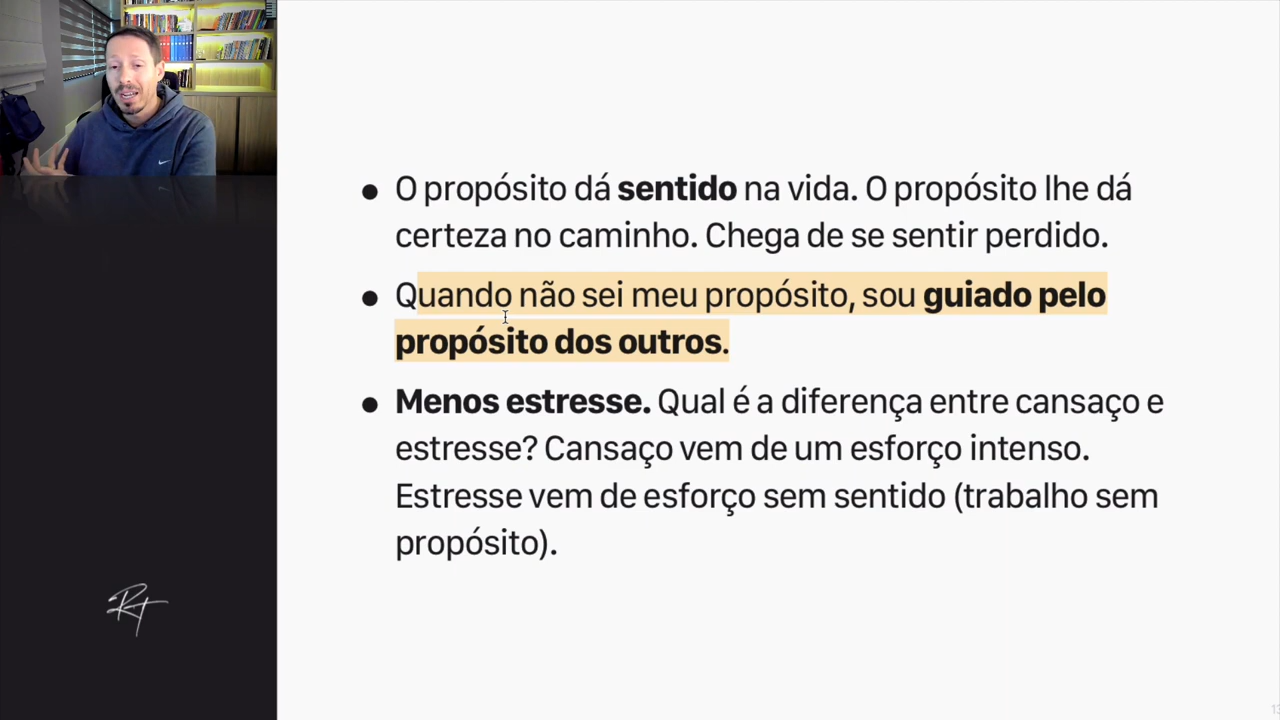 ● O propósito dá sentido na vida. O propósito lhe dá
certeza no caminho. Chega de se sentir perdido.
● Quando não sei meu propósito, sou guiado pelo
propósito dos outros.
● Menos estresse. Qual é a diferença entre cansaço e
estresse? Cansaço vem de um esforço intenso.
Estresse vem de esforço sem sentido (trabalho sem
propósito).
RT